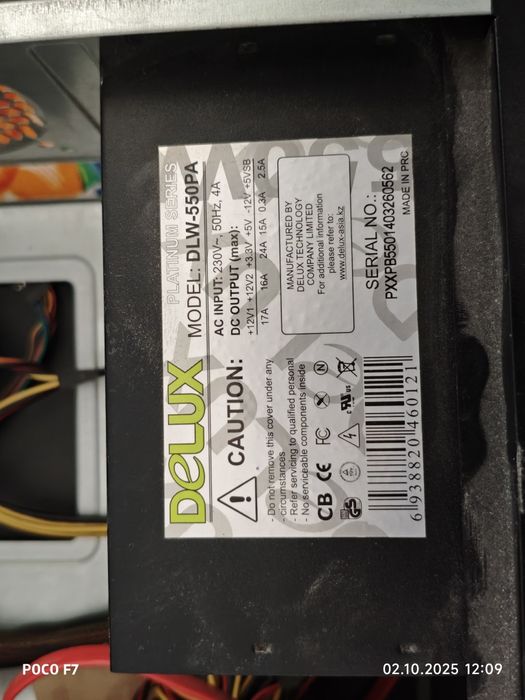 DeLUX
PLATINUM SERIES
MODEL: DLW-550PA
CAUTION:
- Do not remove this cover under any
- circumstances
- Refer servicing to qualified personal
- No serviceable components inside
AC INPUT: 230V~, 50Hz, 4A
DC OUTPUT (max):
+12V1 +12V2 +3.3V +5V -12V +5VSB
17A 16A 24A 15A 0.3A 2.5A
MANUFACTURED BY
DELUX TECHNOLOGY
COMPANY LIMITED
For additional information
please refer to:
www.delux-asia.kz
CB CE FC N
GS
SERIAL NO.:
PXXPB5501403260562
MADE IN PRC
6 938820 460121
550W
POCO F7
02.10.2025 12:09